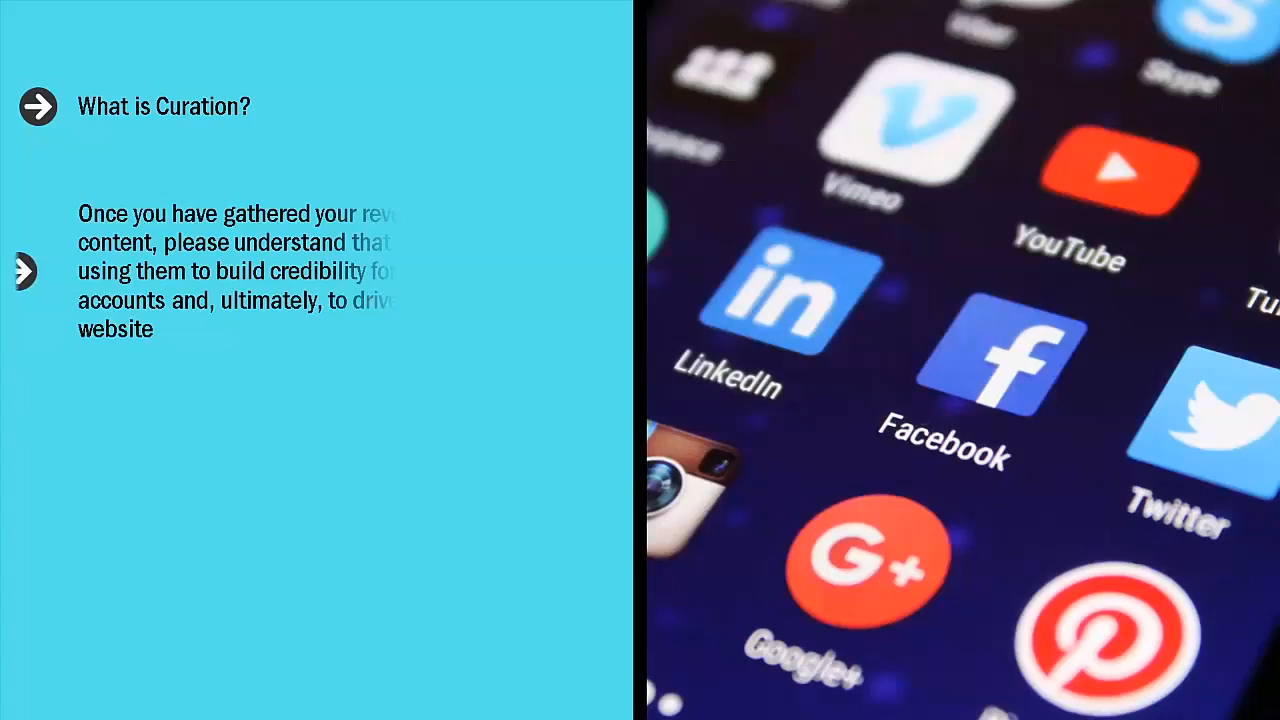 What is Curation?
Once you have gathered your
content, please understand that
using them to build credibility for
accounts and, ultimately, to drive
website
Viber
Skype
Vimeo
YouTube
LinkedIn
Facebook
Twitter
G+
Google+